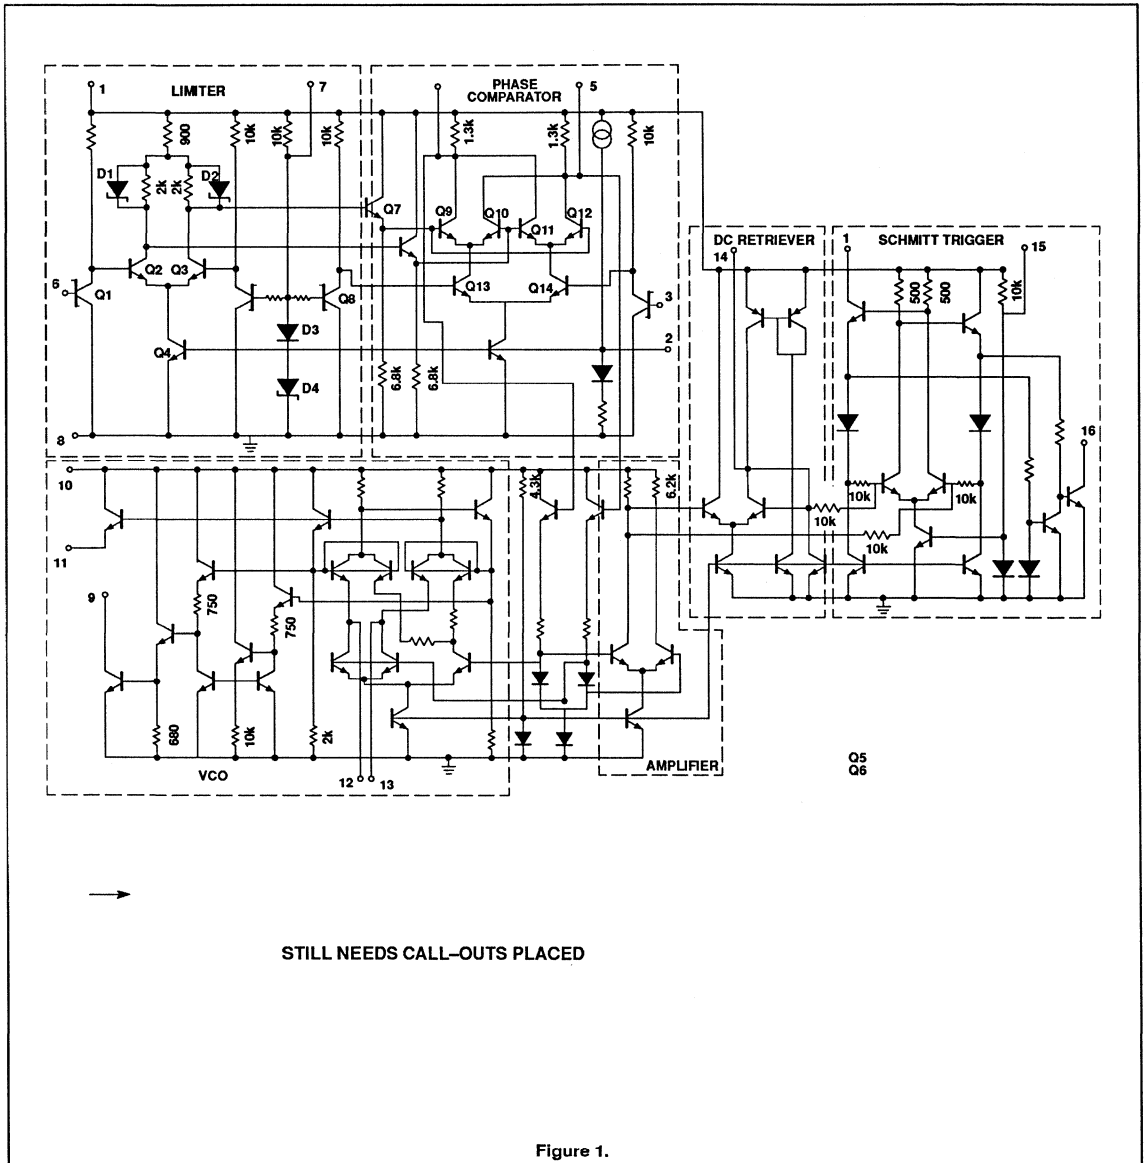 LIMITER
PHASE
COMPARATOR
1
7
5
900
10k
10k
10k
1.3k
1.3k
10k
D1
2k
2k
D2
Q7
Q9
Q10
Q11
Q12
DC RETRIEVER
14
1
SCHMITT TRIGGER
15
6
Q1
Q2
Q3
Q8
Q13
Q14
3
500
500
10k
D3
Q4
2
D4
6.8k
6.8k
8
16
10
4.3k
6.2k
10k
10k
10k
10k
11
9
750
750
680
10k
2k
VCO
12
13
AMPLIFIER
Q5
Q6
STILL NEEDS CALL–OUTS PLACED
Figure 1.